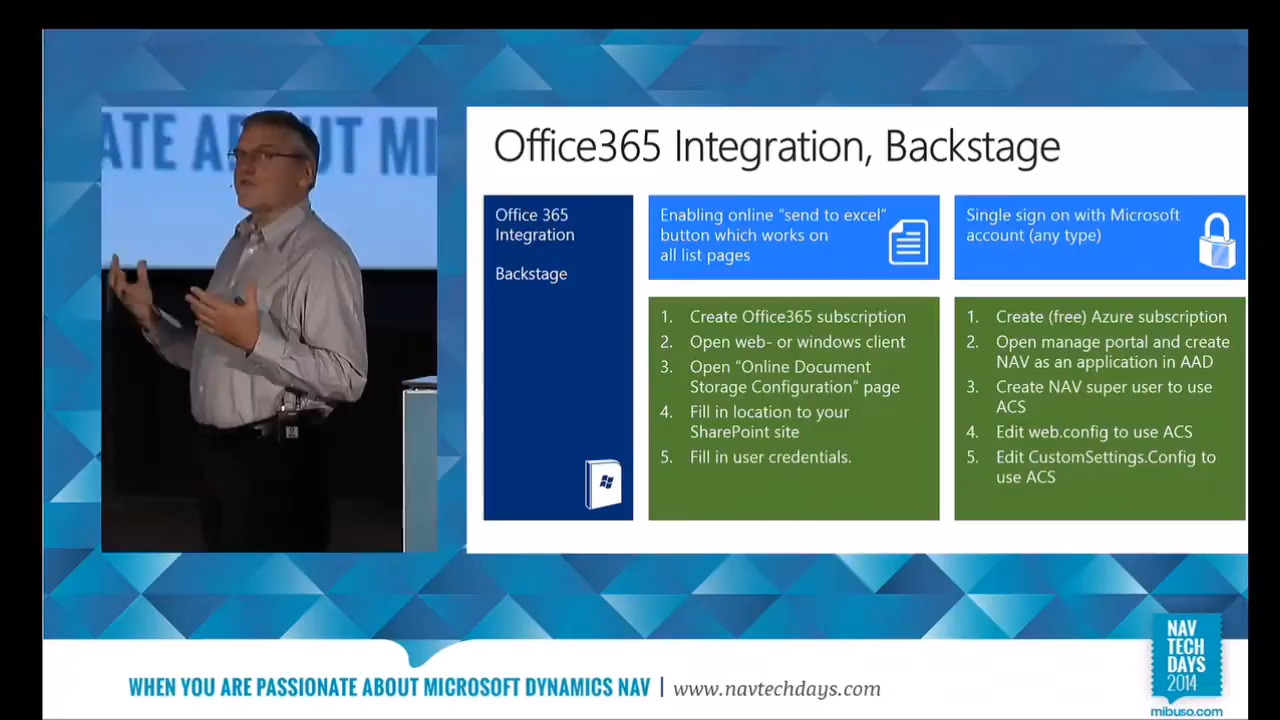 ATE ABOUT MI
Office365 Integration, Backstage
Office 365
Integration
Backstage
Enabling online “send to excel”
button which works on
all list pages
Single sign on with Microsoft
account (any type)
1. Create Office365 subscription
2. Open web- or windows client
3. Open “Online Document
Storage Configuration” page
4. Fill in location to your
SharePoint site
5. Fill in user credentials.
1. Create (free) Azure subscription
2. Open manage portal and create
NAV as an application in AAD
3. Create NAV super user to use
ACS
4. Edit web.config to use ACS
5. Edit CustomSettings.Config to
use ACS
2
WHEN YOU ARE PASSIONATE ABOUT MICROSOFT DYNAMICS NAV | www.navtechdays.com
NAV
TECH
DAYS
2014
mibuso.com